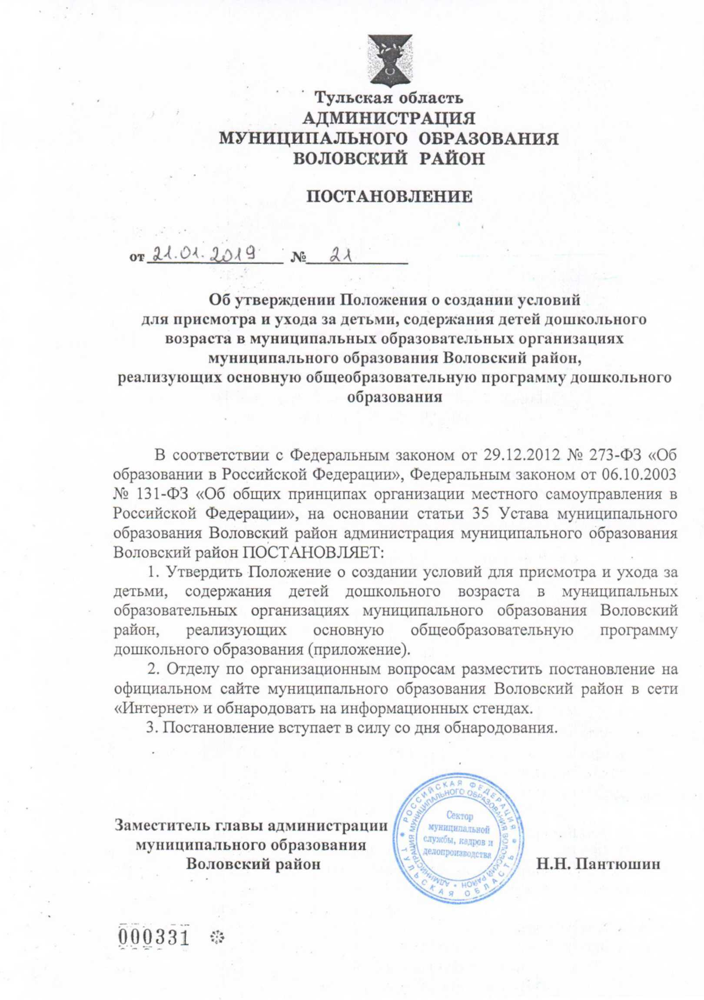 Тульская область
АДМИНИСТРАЦИЯ
МУНИЦИПАЛЬНОГО ОБРАЗОВАНИЯ
ВОЛОВСКИЙ РАЙОН
ПОСТАНОВЛЕНИЕ
от 21.01.2019 № 21
Об утверждении Положения о создании условий
для присмотра и ухода за детьми, содержания детей дошкольного
возраста в муниципальных образовательных организациях
муниципального образования Воловский район,
реализующих основную общеобразовательную программу дошкольного
образования
В соответствии с Федеральным законом от 29.12.2012 № 273-ФЗ «Об
образовании в Российской Федерации», Федеральным законом от 06.10.2003
№ 131-ФЗ «Об общих принципах организации местного самоуправления в
Российской Федерации», на основании статьи 35 Устава муниципального
образования Воловский район администрация муниципального образования
Воловский район ПОСТАНОВЛЯЕТ:
1. Утвердить Положение о создании условий для присмотра и ухода за
детьми, содержания детей дошкольного возраста в муниципальных
образовательных организациях муниципального образования Воловский
район, реализующих основную общеобразовательную программу
дошкольного образования (приложение).
2. Отделу по организационным вопросам разместить постановление на
официальном сайте муниципального образования Воловский район в сети
«Интернет» и обнародовать на информационных стендах.
3. Постановление вступает в силу со дня обнародования.
Заместитель главы администрации
муниципального образования
Воловский район
Н.Н. Пантюшин
РОССИЙСКАЯ ФЕДЕРАЦИЯ * ТУЛЬСКАЯ ОБЛАСТЬ *
АДМИНИСТРАЦИЯ МУНИЦИПАЛЬНОГО ОБРАЗОВАНИЯ ВОЛОВСКИЙ РАЙОН *
Сектор
муниципальной
службы, кадров и
делопроизводства
000331